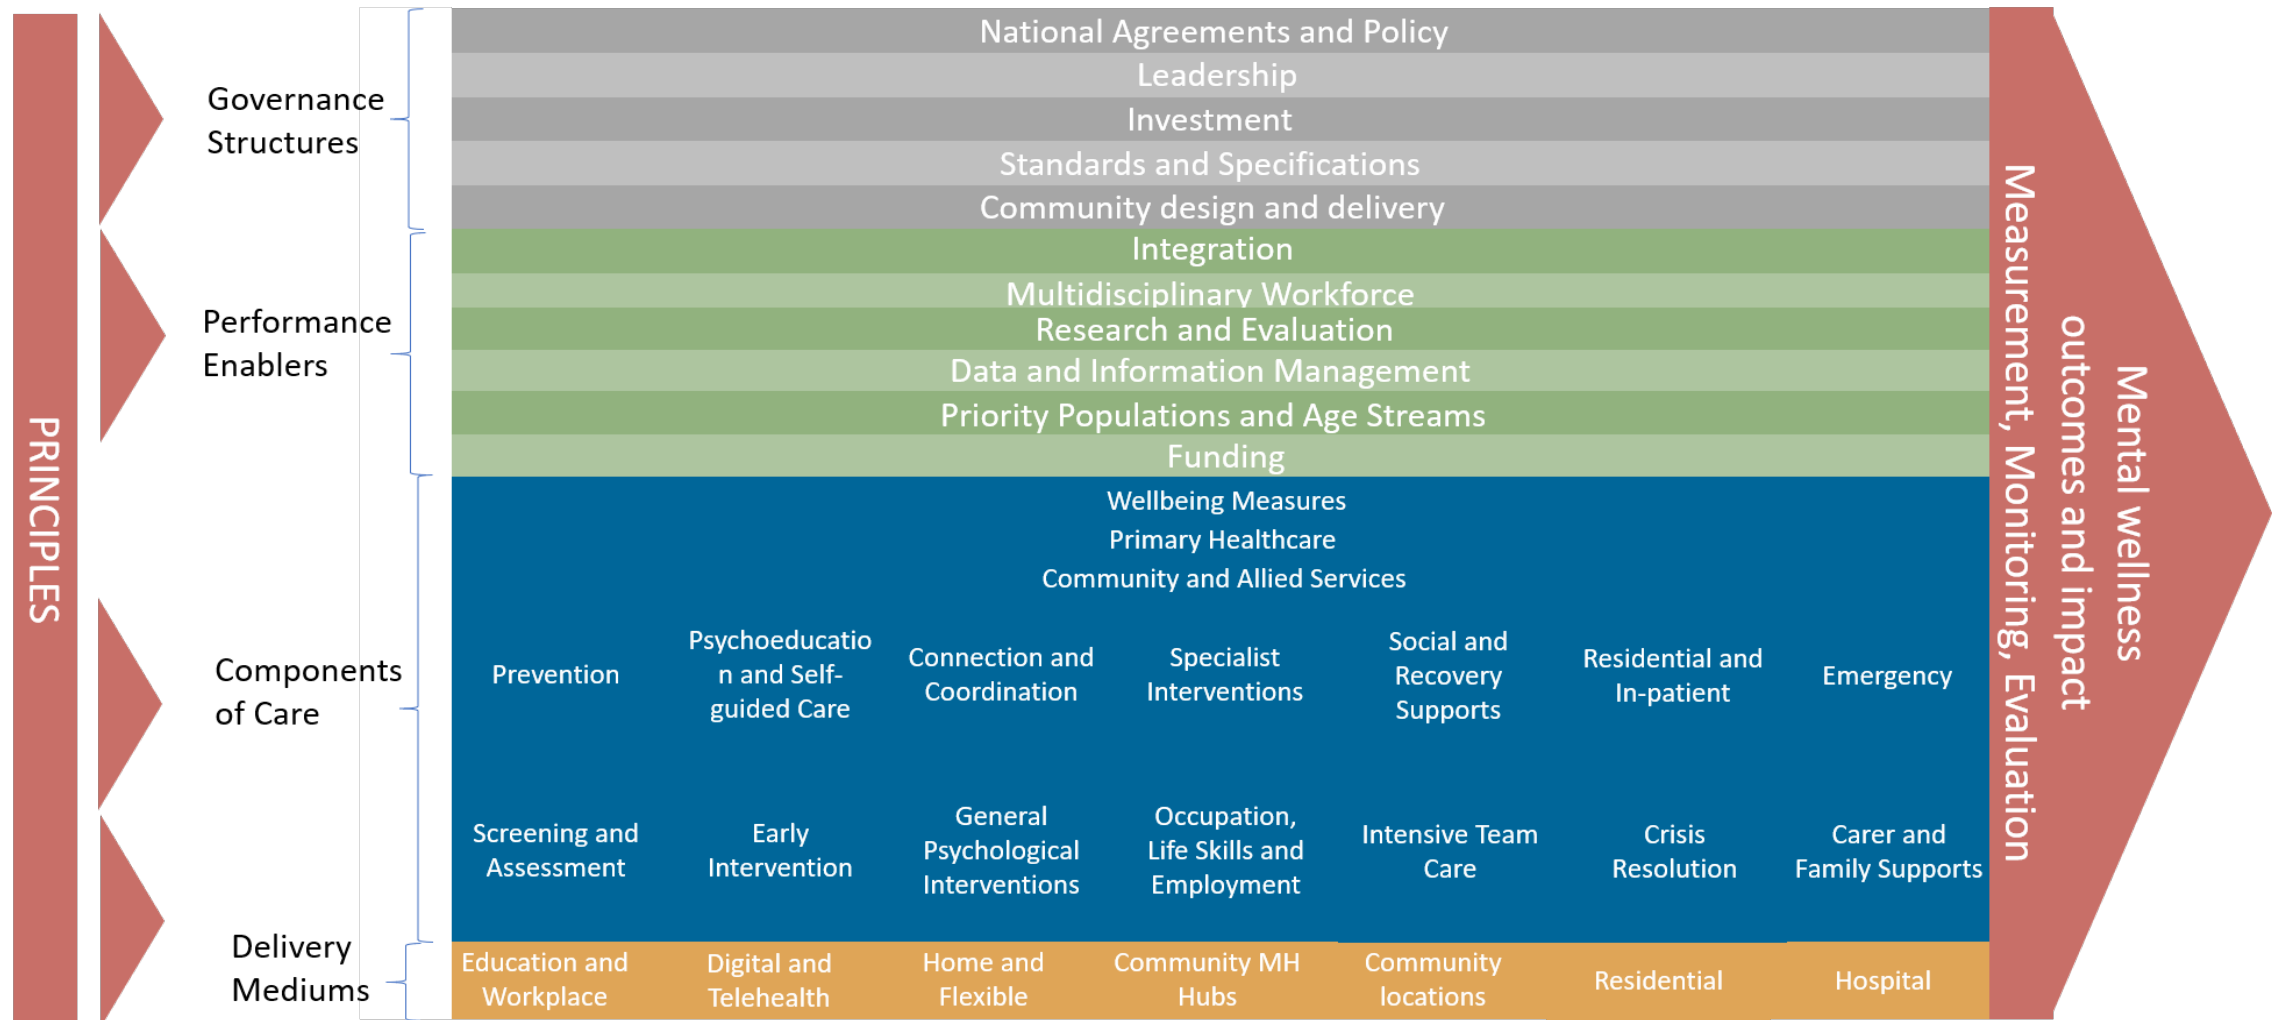 PRINCIPLES
Governance
Structures
National Agreements and Policy
Leadership
Investment
Standards and Specifications
Community design and delivery
Performance
Enablers
Integration
Multidisciplinary Workforce
Research and Evaluation
Data and Information Management
Priority Populations and Age Streams
Funding
Components
of Care
Wellbeing Measures
Primary Healthcare
Community and Allied Services
Prevention
Psychoeducatio
n and Self-
guided Care
Connection and
Coordination
Specialist
Interventions
Social and
Recovery
Supports
Residential and
In-patient
Emergency
Screening and
Assessment
Early
Intervention
General
Psychological
Interventions
Occupation,
Life Skills and
Employment
Intensive Team
Care
Crisis
Resolution
Carer and
Family Supports
Delivery
Mediums
Education and
Workplace
Digital and
Telehealth
Home and
Flexible
Community MH
Hubs
Community
locations
Residential
Hospital
Measurement, Monitoring, Evaluation
Mental wellness
outcomes and impact